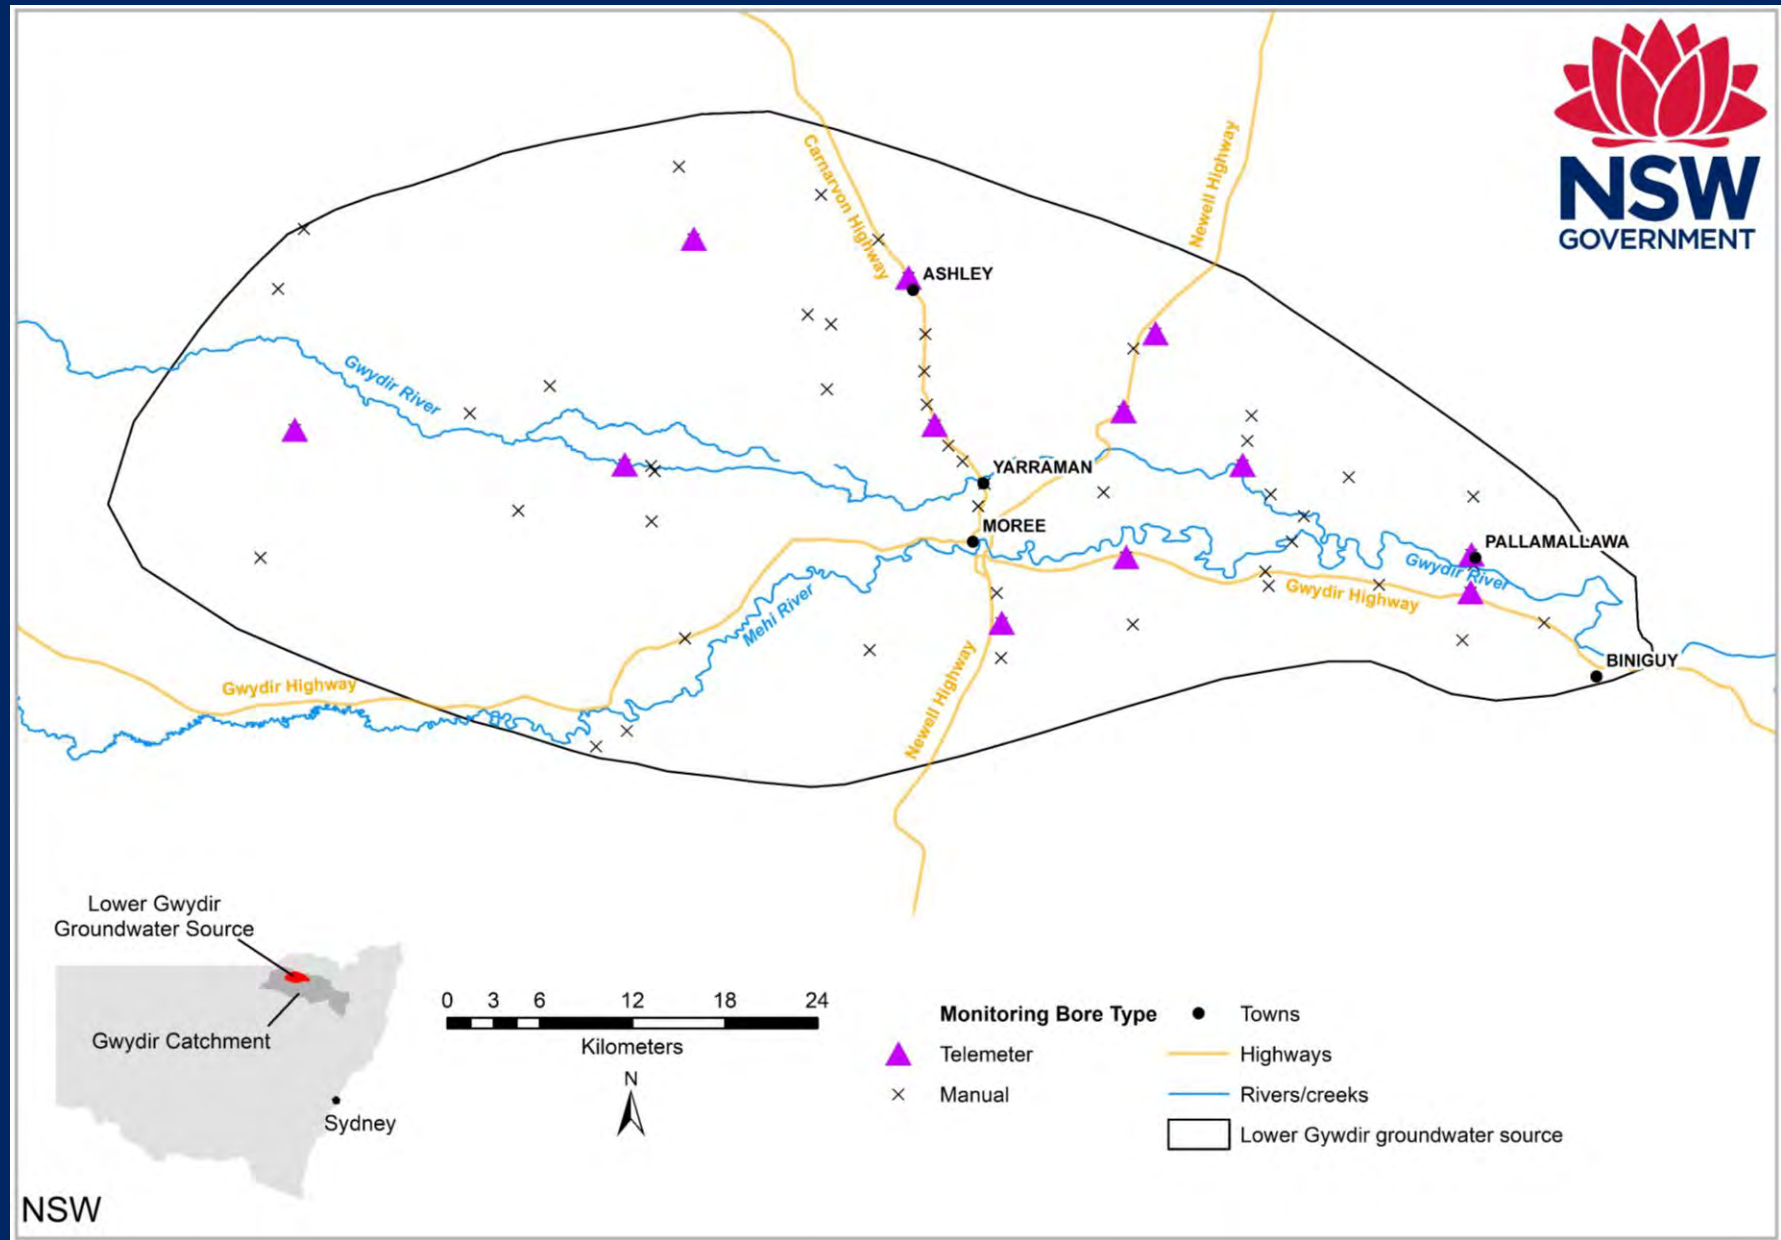 NSW
GOVERNMENT
Carnarvon Highway
Newell Highway
ASHLEY
Gwydir River
YARRAMAN
MOREE
PALLAMALLAWA
Gwydir River
Gwydir Highway
Mehi River
BINIGUY
Gwydir Highway
Newell Highway
Lower Gwydir
Groundwater Source
Gwydir Catchment
Sydney
NSW
0 3 6 12 18 24
Kilometers
N
Monitoring Bore Type
Telemeter
Manual
Towns
Highways
Rivers/creeks
Lower Gywdir groundwater source